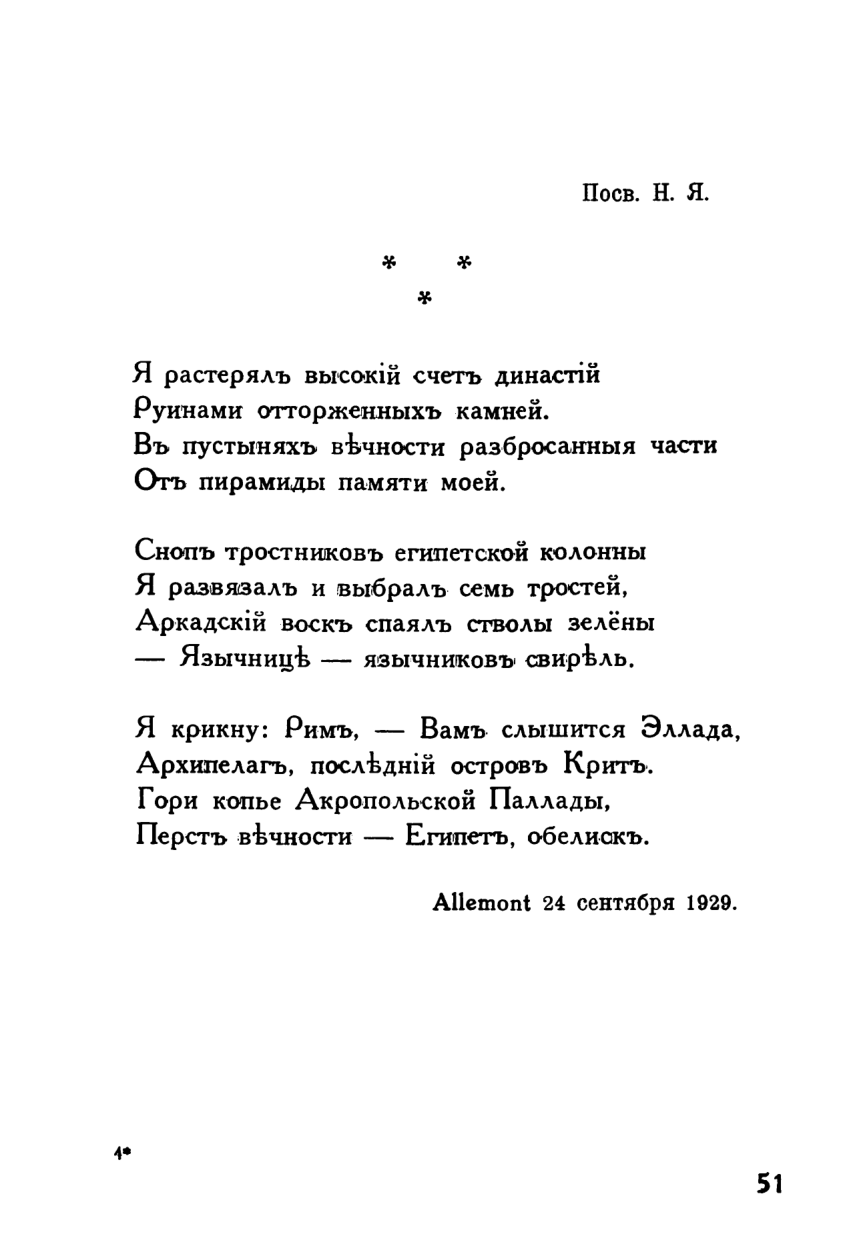 Посв. Н. Я.
* *
*
Я растерялъ высокій счетъ династій
Руинами отторженныхъ камней.
Въ пустыняхъ вѣчности разбросанныя части
Отъ пирамиды памяти моей.
Снопъ тростниковъ египетской колонны
Я развязалъ и выбралъ семь тростей,
Аркадскій воскъ спаялъ стволы зелёны
— Язычницѣ — язычниковъ свирѣль.
Я крикну: Римъ, — Вамъ слышится Эллада,
Архипелагъ, послѣдній островъ Критъ.
Гори копье Акропольской Паллады,
Перстъ вѣчности — Египетъ, обелискъ.
Allemont 24 сентября 1929.
4*
51